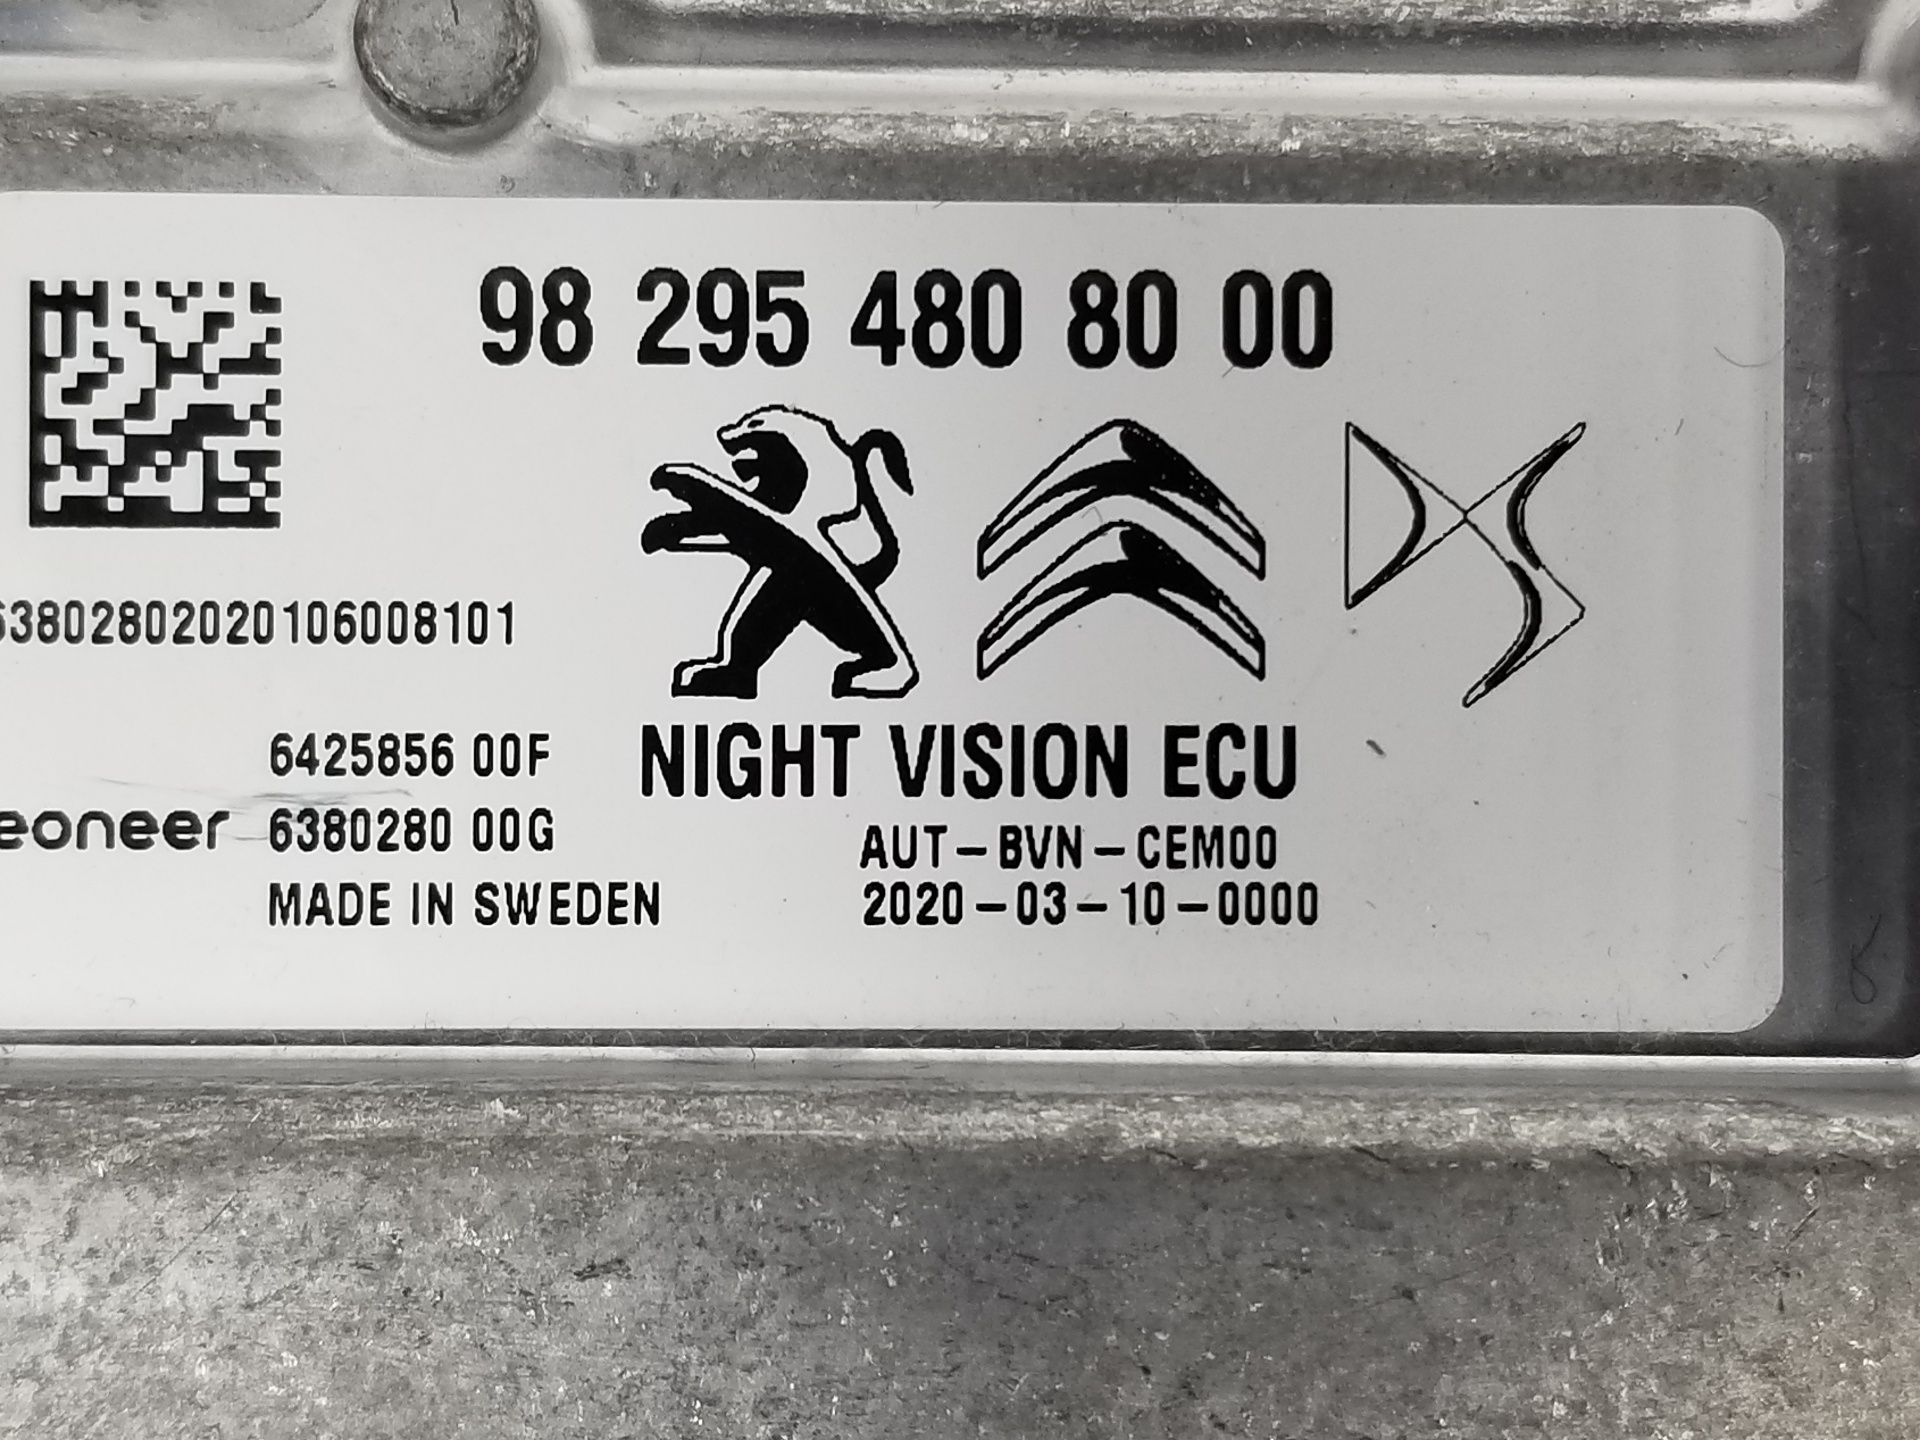 98 295 480 80 00
DS
63802802020106008101
6425856 00F
NIGHT VISION ECU
eoneer 6380280 00G
AUT-BVN-CEM00
MADE IN SWEDEN
2020-03-10-0000